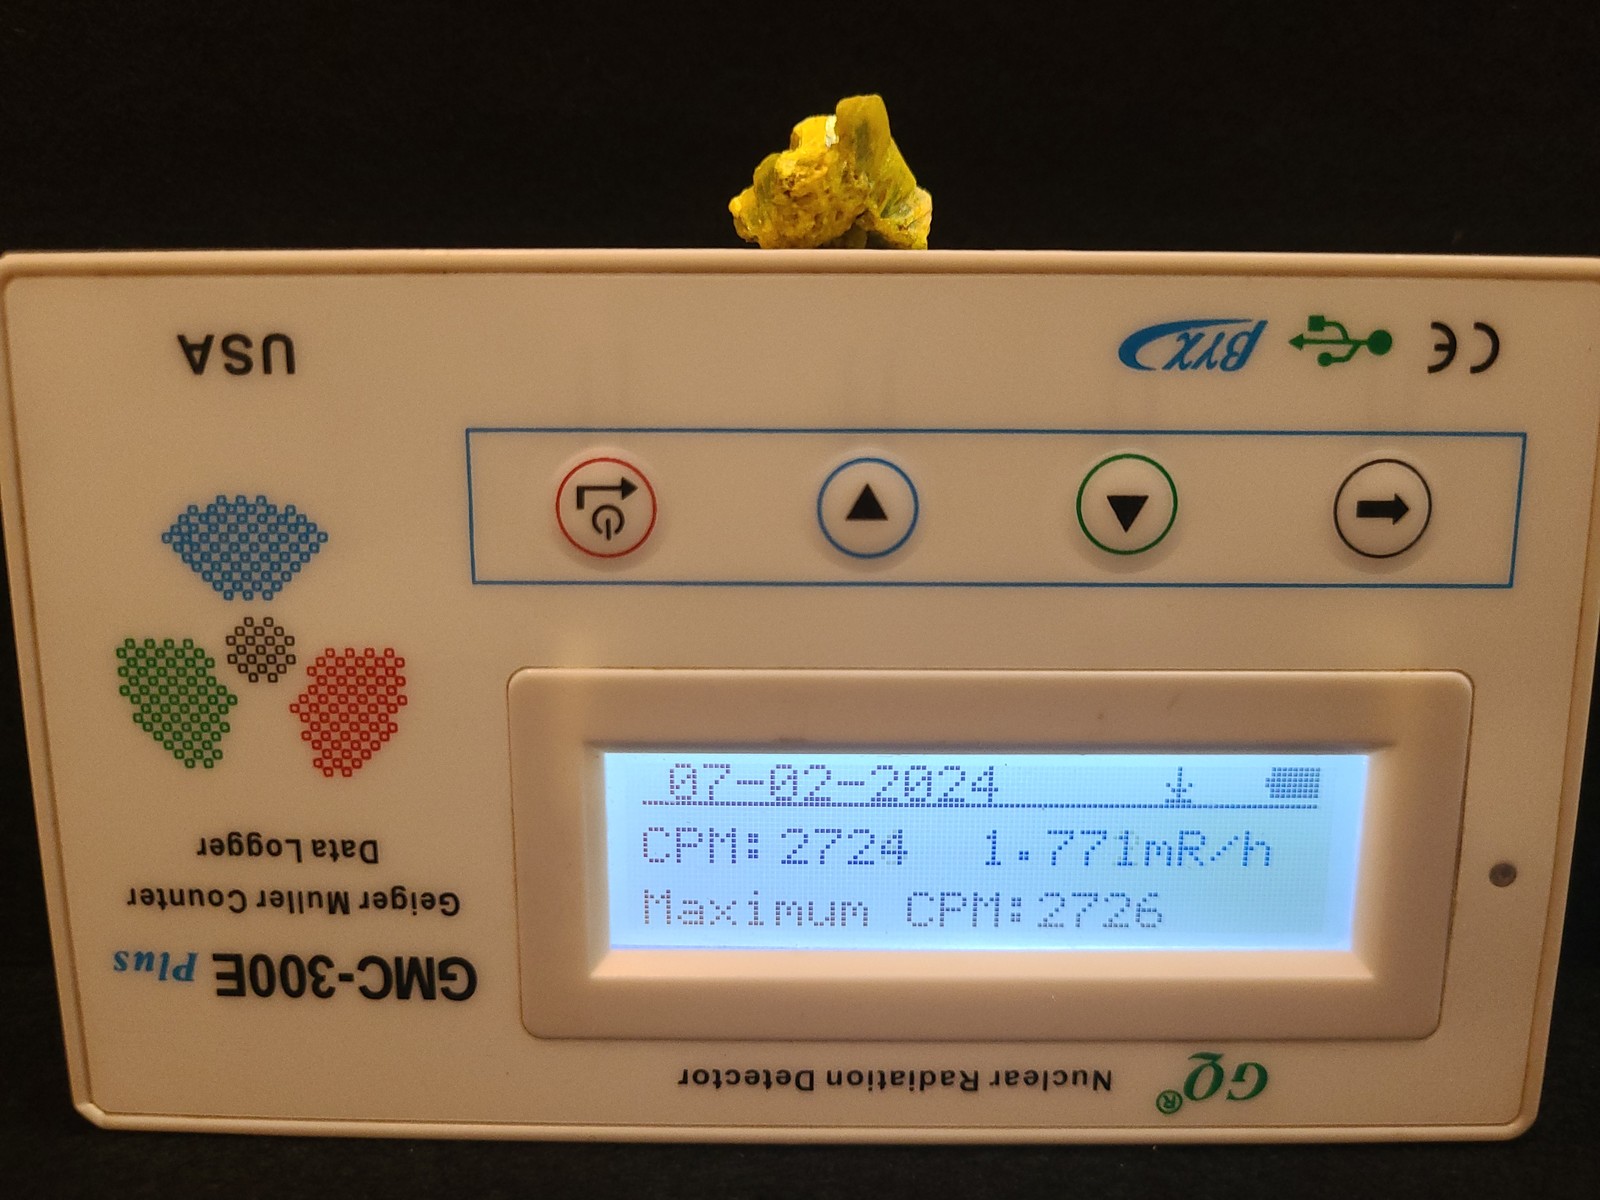 07-02-2024
CPM:2724 1.771mR/h
Maximum CPM:2726
GQ®
Nuclear Radiation Detector
GMC-300E Plus
Geiger Muller Counter
Data Logger
CE
βγχ
USA